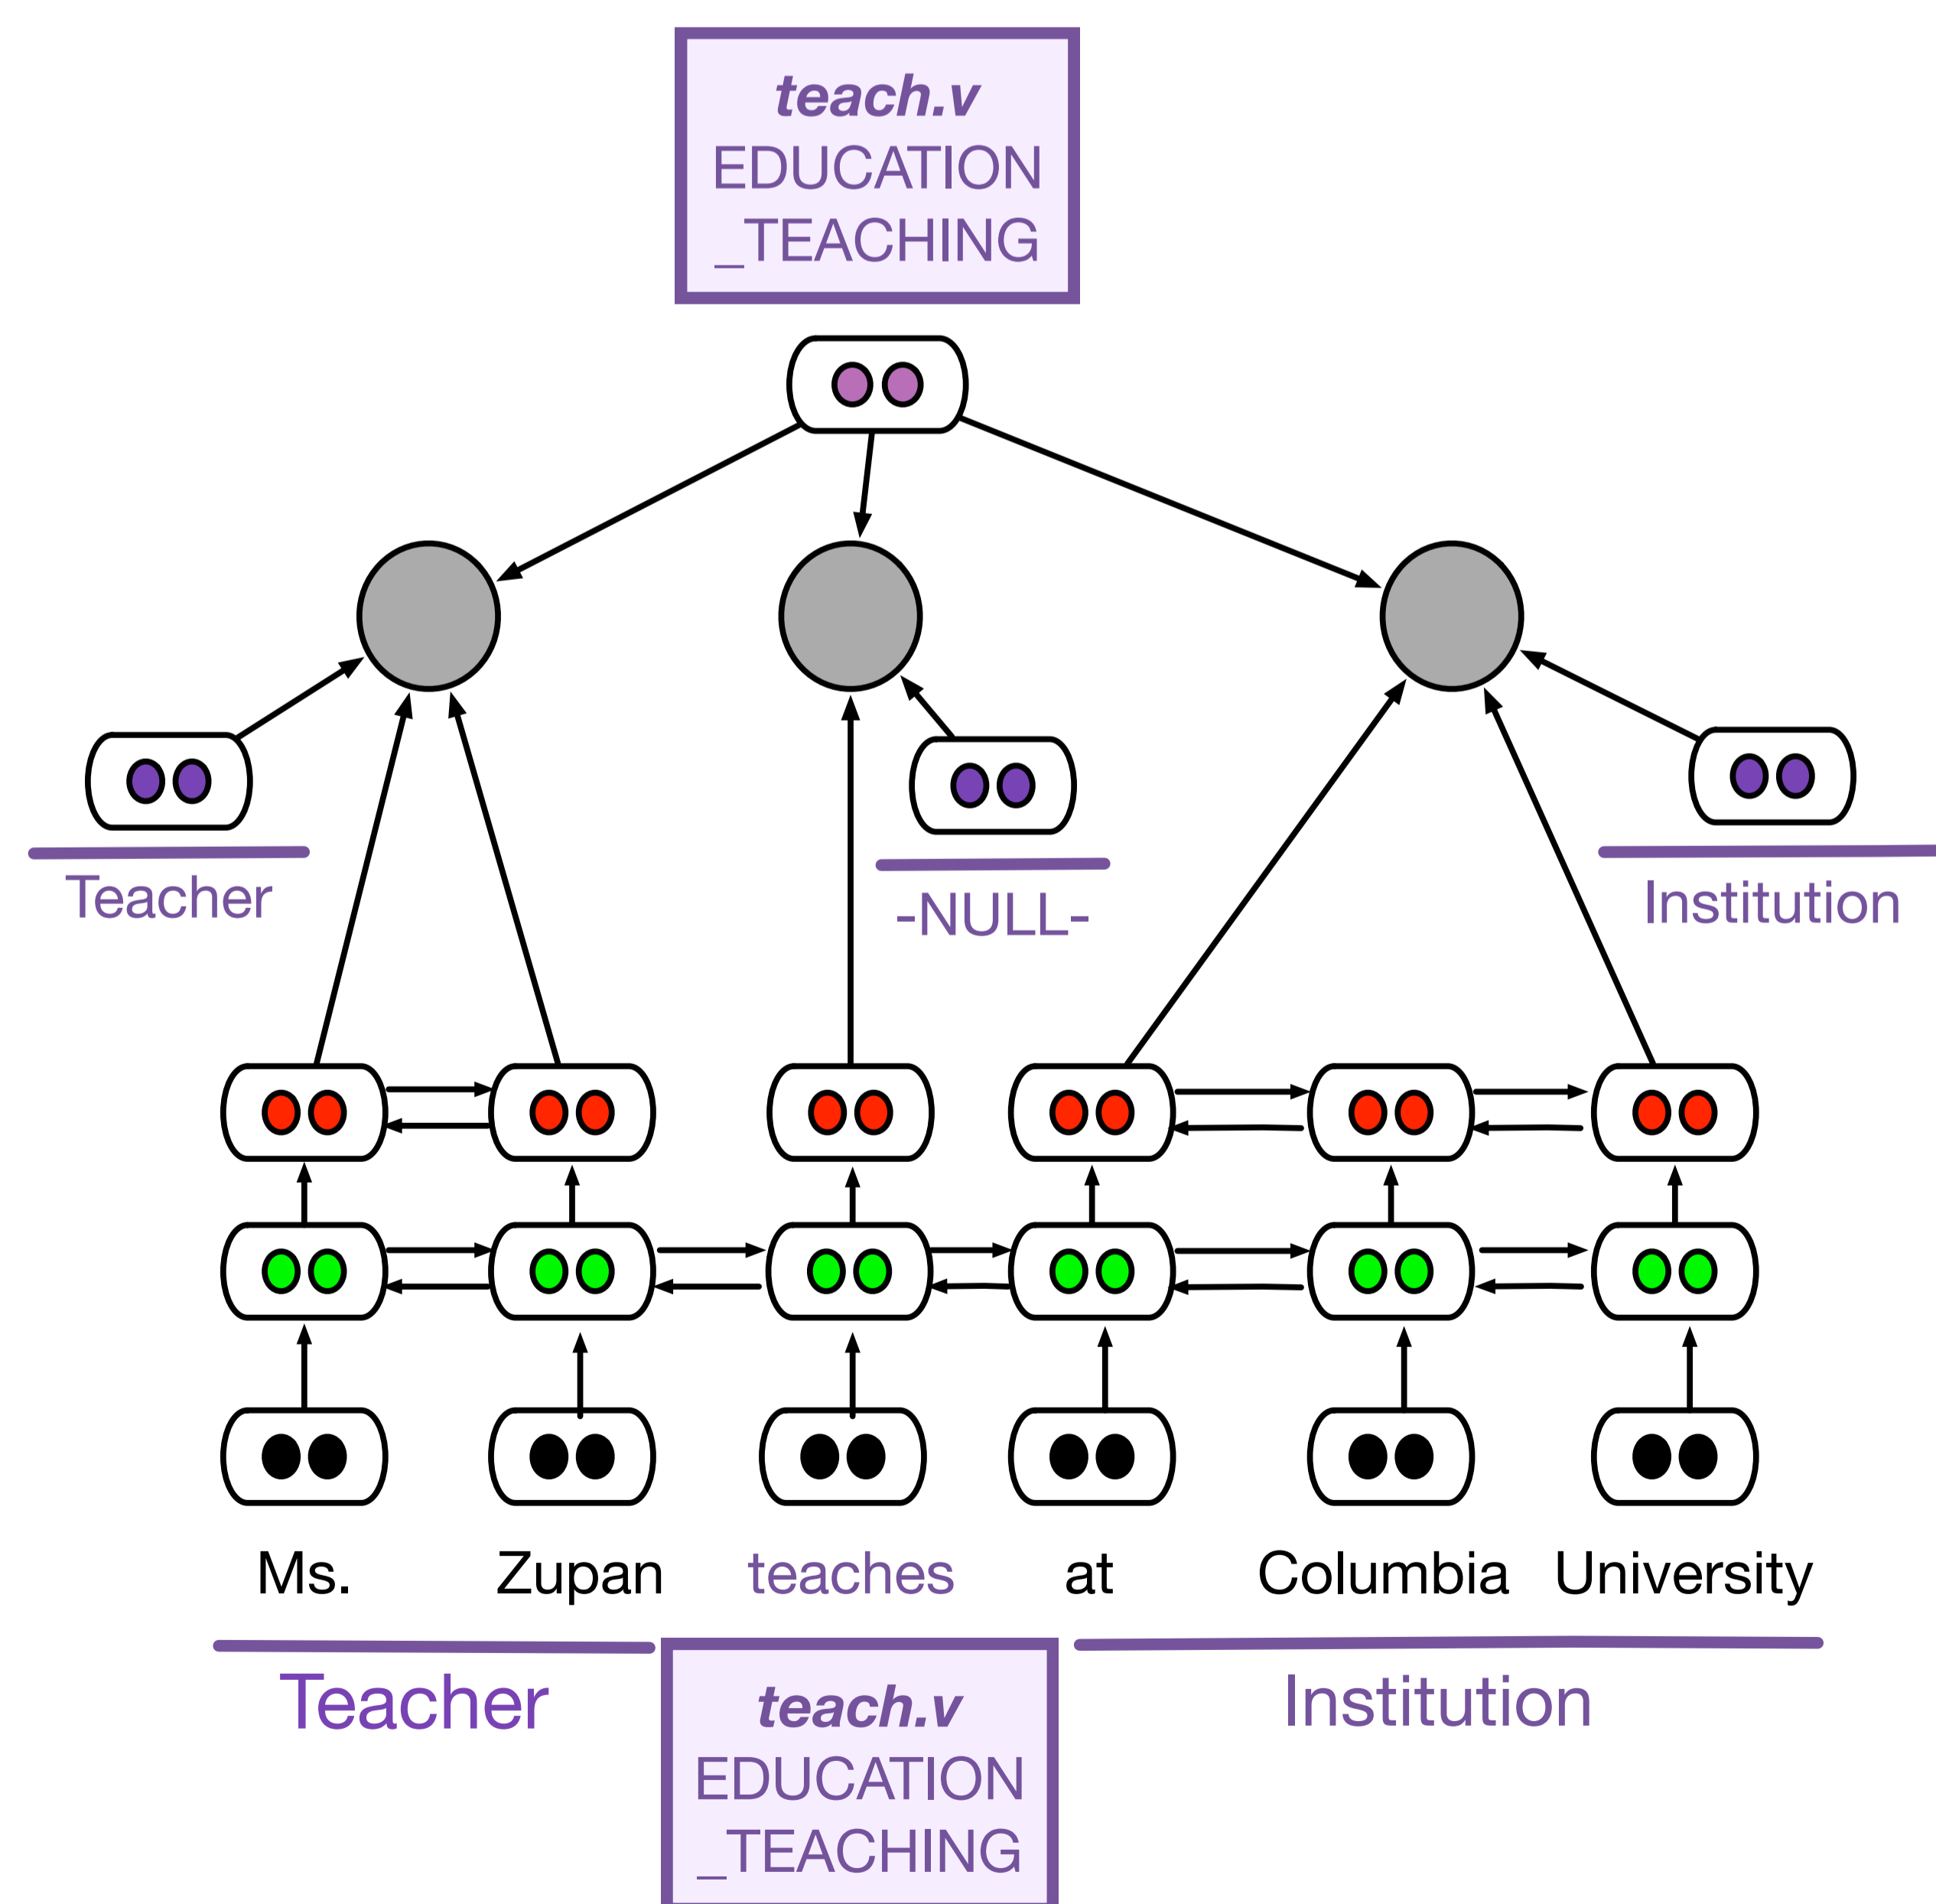 teach.v
EDUCATION
_TEACHING
Teacher
-NULL-
Institution
Ms. Zupan teaches at Columbia University
Teacher
Institution
teach.v
EDUCATION
_TEACHING